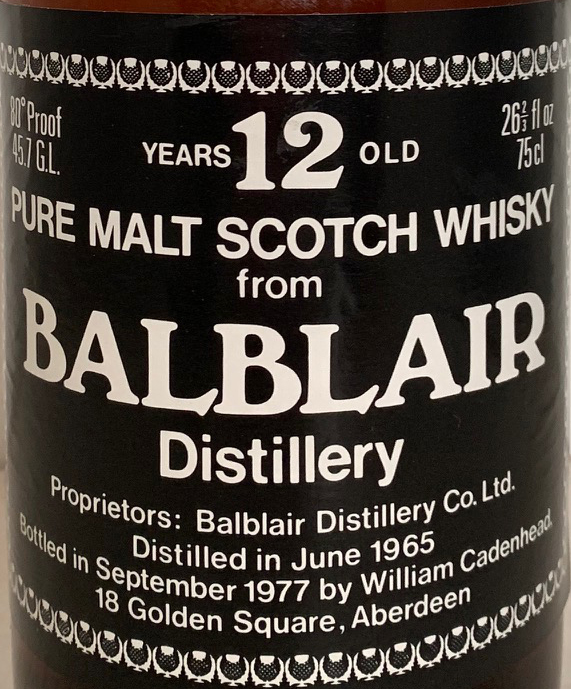 80° Proof
45.7 G.L.
26⅔ fl oz
75cl
YEARS 12 OLD
PURE MALT SCOTCH WHISKY
from
BALBLAIR
Distillery
Proprietors: Balblair Distillery Co. Ltd.
Distilled in June 1965
Bottled in September 1977 by William Cadenhead,
18 Golden Square, Aberdeen